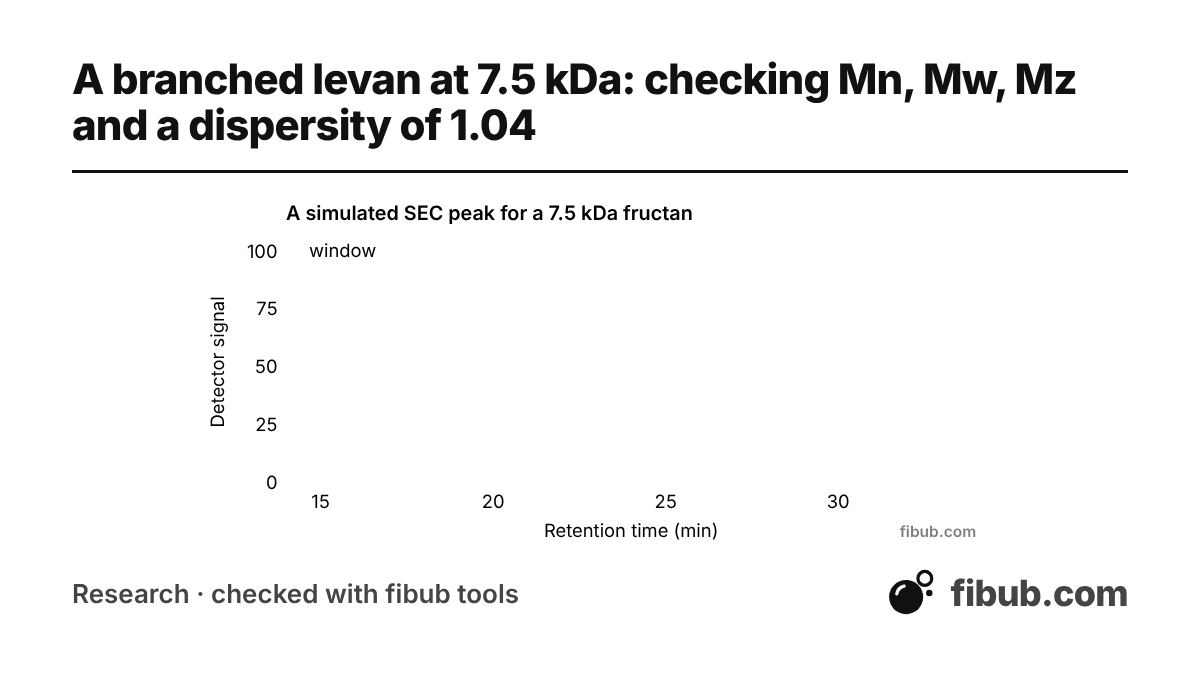 A branched levan at 7.5 kDa: checking Mn, Mw, Mz
and a dispersity of 1.04
A simulated SEC peak for a 7.5 kDa fructan
window
100
75
50
25
0
Detector signal
15 20 25 30
Retention time (min)
fibub.com
Research · checked with fibub tools
fibub.com